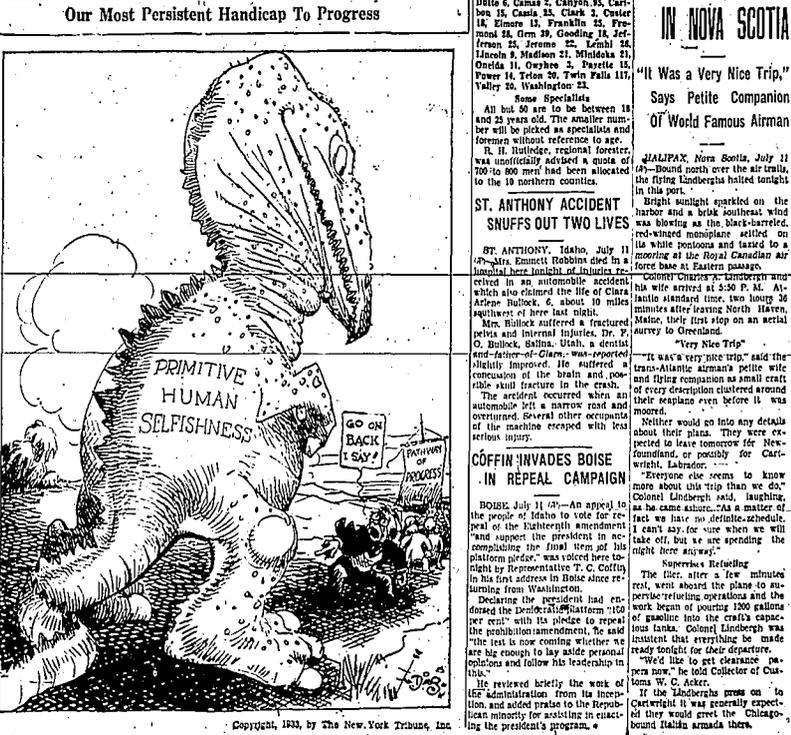 Our Most Persistent Handicap To Progress
PRIMITIVE
HUMAN
SELFISHNESS
GO ON
BACK
I SAY!
PATHWAY
OF
PROGRESS
Copyright, 1933, by The New York Tribune, Inc.
Butte 6, Camas 2, Canyon 95, Cari-
bou 15, Cassia 25, Clark 3, Custer
18, Elmore 13, Franklin 25, Fre-
mont 28, Gem 39, Gooding 18, Jef-
ferson 25, Jerome 22, Lemhi 26,
Lincoln 9, Madison 21, Minidoka 21,
Oneida 11, Owyhee 3, Payette 15,
Power 14, Teton 20, Twin Falls 117,
Valley 20, Washington 23.
Some Specialists
All but 50 are to be between 18
and 25 years old. The smaller num-
ber will be picked as specialists and
foremen without reference to age.
R. H. Rutledge, regional forester,
was unofficially advised a quota of
700 to 800 men had been allocated
to the 10 northern counties.
ST. ANTHONY ACCIDENT
SNUFFS OUT TWO LIVES
ST. ANTHONY, Idaho, July 11
(P)—Mrs. Emmett Robbins died in a
hospital here tonight of injuries re-
ceived in an automobile accident
which also claimed the life of Clara
Arlene Bullock, 6, about 10 miles
southwest of here last night.
Mrs. Bullock suffered a fractured
pelvis and internal injuries. Dr. F.
O. Bullock, Salina, Utah, a dentist
and father of Clara, was reported
slightly improved. He suffered a
concussion of the brain and pos-
sible skull fracture in the crash.
The accident occurred when an
automobile left a narrow road and
overturned. Several other occupants
of the machine escaped with less
serious injury.
COFFIN INVADES BOISE
IN REPEAL CAMPAIGN
BOISE, July 11 (P)—An appeal to
the people of Idaho to vote for re-
peal of the Eighteenth amendment
"and support the president in ac-
complishing the final item of his
platform pledge," was voiced here to-
night by Representative T. C. Coffin
in his first address in Boise since re-
turning from Washington.
Declaring the president had en-
dorsed the Democratic platform "100
per cent" with its pledge to repeal
the prohibition amendment, he said
"the test is now coming whether we
are big enough to lay aside personal
opinions and follow his leadership in
this."
He reviewed briefly the work of
the administration from its incep-
tion, and added praise to the Repub-
lican minority for assisting in enact-
ing the president's program.
IN NOVA SCOTIA
"It Was a Very Nice Trip,"
Says Petite Companion
Of World Famous Airman
HALIFAX, Nova Scotia, July 11
(P)—Bound north over the air trails,
the flying Lindberghs halted tonight
in this port.
Bright sunlight sparkled on the
harbor and a brisk southeast wind
was blowing as the black-barreled,
red-winged monoplane settled on
its white pontoons and taxied to a
mooring at the Royal Canadian air
force base at Eastern passage.
Colonel Charles A. Lindbergh and
his wife arrived at 5:50 P. M. At-
lantic standard time, two hours 36
minutes after leaving North Haven,
Maine, their first stop on an aerial
survey to Greenland.
"Very Nice Trip"
"It was a very nice trip," said the
trans-Atlantic airman's petite wife
and flying companion as small craft
of every description clustered around
their seaplane even before it was
moored.
Neither would go into any details
about their plans. They were ex-
pected to leave tomorrow for New-
foundland, or possibly for Cart-
wright, Labrador.
"Everyone else seems to know
more about this trip than we do,"
Colonel Lindbergh said, laughing,
as he came ashore. "As a matter of
fact we have no definite schedule.
I can't say for sure when we will
take off, but we are spending the
night here anyway."
Supervises Refueling
The flier, after a few minutes
rest, went aboard the plane to su-
pervise refueling operations and the
work began of pouring 1200 gallons
of gasoline into the craft's capac-
ious tanks. Colonel Lindbergh was
insistent that everything be made
ready tonight for their departure.
"We'd like to get clearance pa-
pers now," he told Collector of Cus-
toms W. C. Acker.
If the Lindberghs press on to
Cartwright it was generally expect-
ed they would greet the Chicago-
bound Italian armada there.